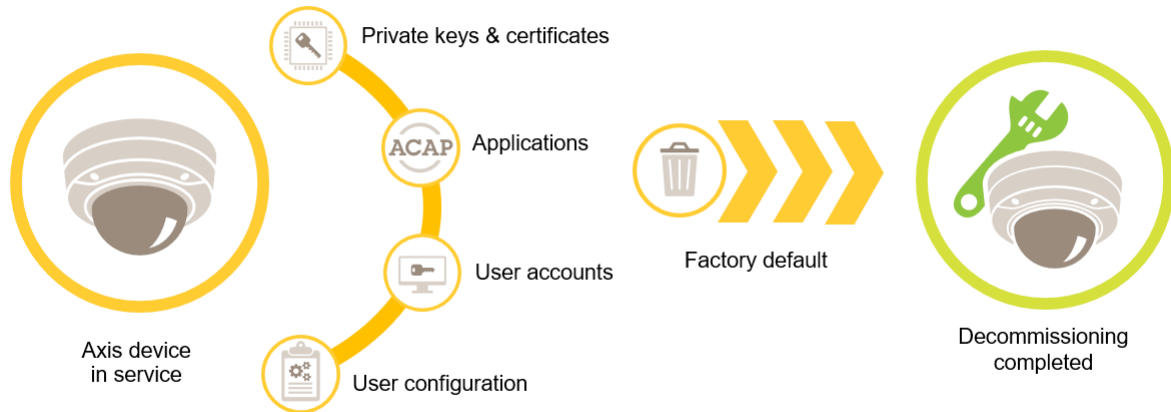 Private keys & certificates
ACAP
Applications
User accounts
User configuration
Axis device
in service
Factory default
Decommissioning
completed